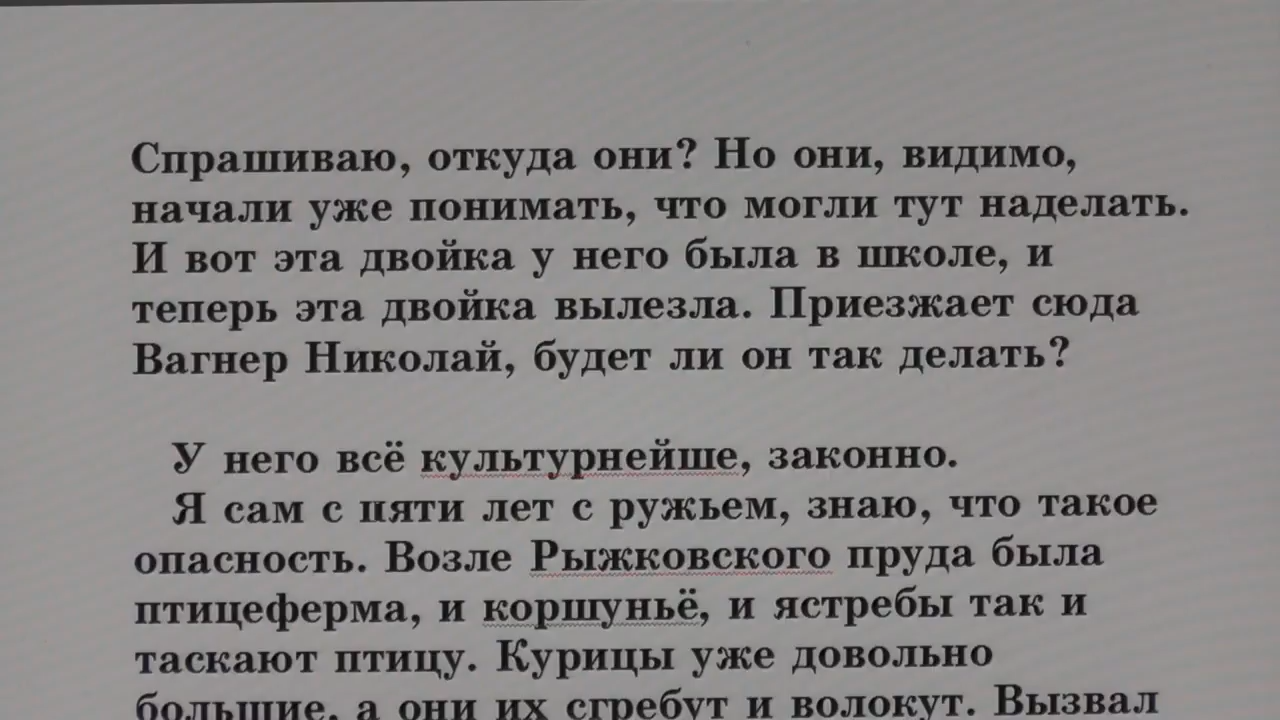 Спрашиваю, откуда они? Но они, видимо,
начали уже понимать, что могли тут наделать.
И вот эта двойка у него была в школе, и
теперь эта двойка вылезла. Приезжает сюда
Вагнер Николай, будет ли он так делать?
У него всё культурнейше, законно.
Я сам с пяти лет с ружьем, знаю, что такое
опасность. Возле Рыжковского пруда была
птицеферма, и коршуньё, и ястребы так и
таскают птицу. Курицы уже довольно
большие, а они их сгребут и волокут. Вызвал